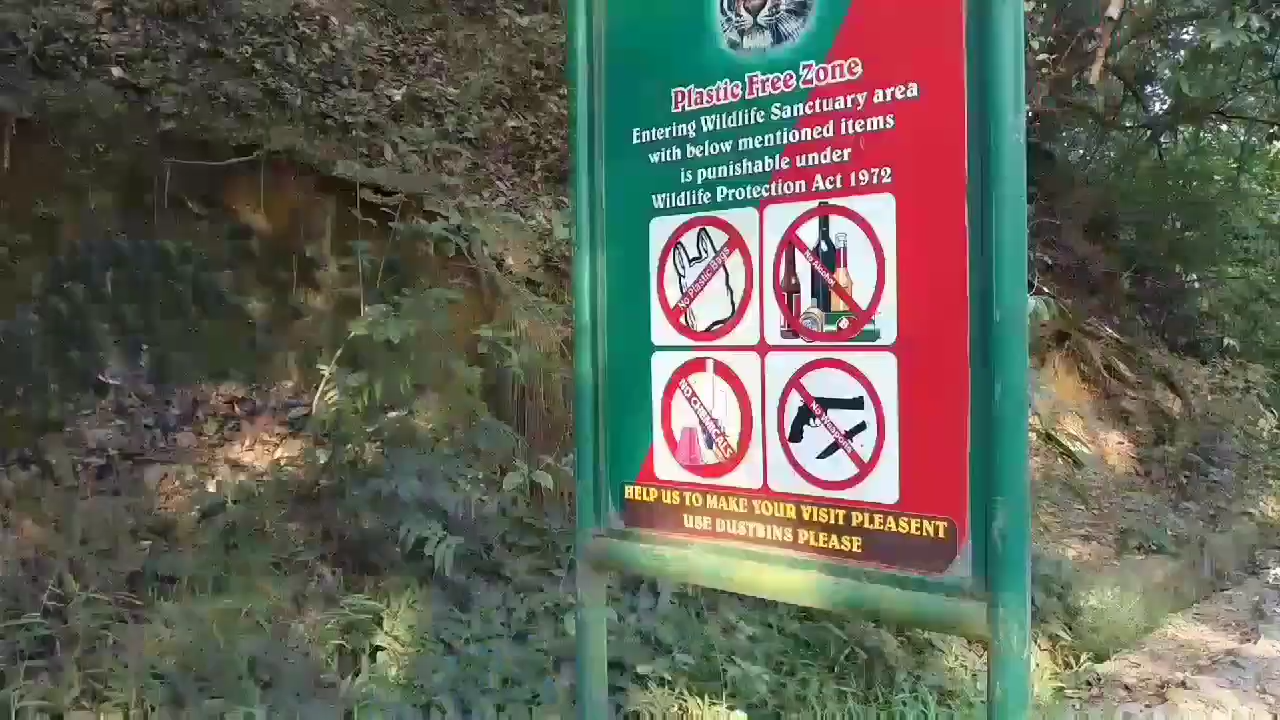 Plastic Free Zone
Entering Wildlife Sanctuary area
with below mentioned items
is punishable under
Wildlife Protection Act 1972
No Plastic Bags
No Alcohol
NO CHEMICALS
No Weapons
HELP US TO MAKE YOUR VISIT PLEASENT
USE DUSTBINS PLEASE